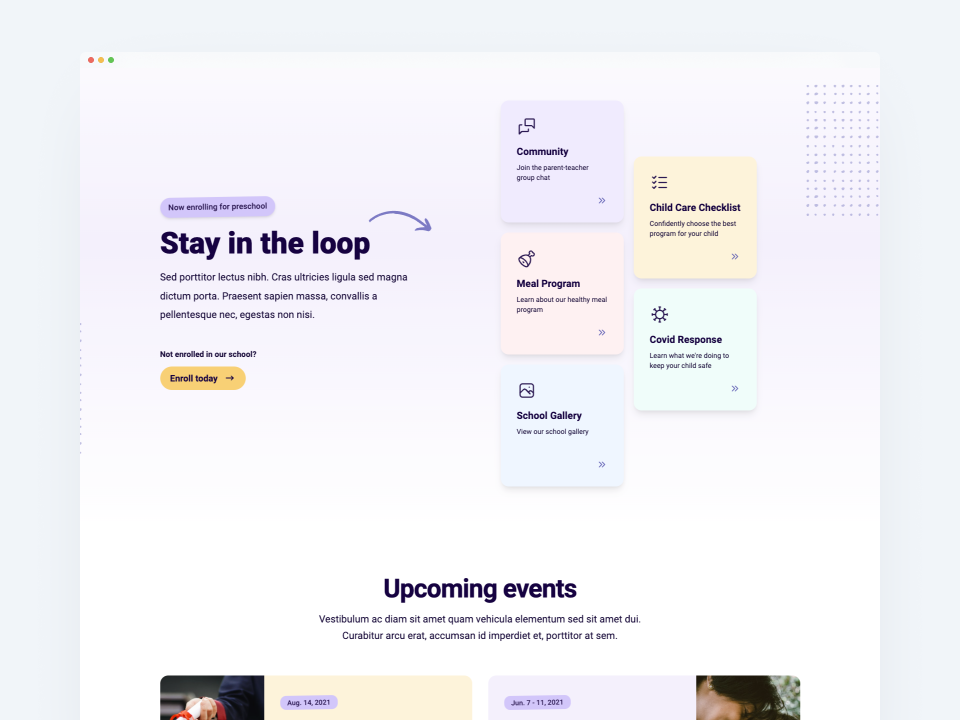 Now enrolling for preschool
Stay in the loop
Sed porttitor lectus nibh. Cras ultricies ligula sed magna
dictum porta. Praesent sapien massa, convallis a
pellentesque nec, egestas non nisi.
Not enrolled in our school?
Enroll today
Community
Join the parent-teacher
group chat
Meal Program
Learn about our healthy meal
program
School Gallery
View our school gallery
Child Care Checklist
Confidently choose the best
program for your child
Covid Response
Learn what we're doing to
keep your child safe
Upcoming events
Vestibulum ac diam sit amet quam vehicula elementum sed sit amet dui.
Curabitur arcu erat, accumsan id imperdiet et, porttitor at sem.
Aug. 14, 2021
Jun. 7 - 11, 2021